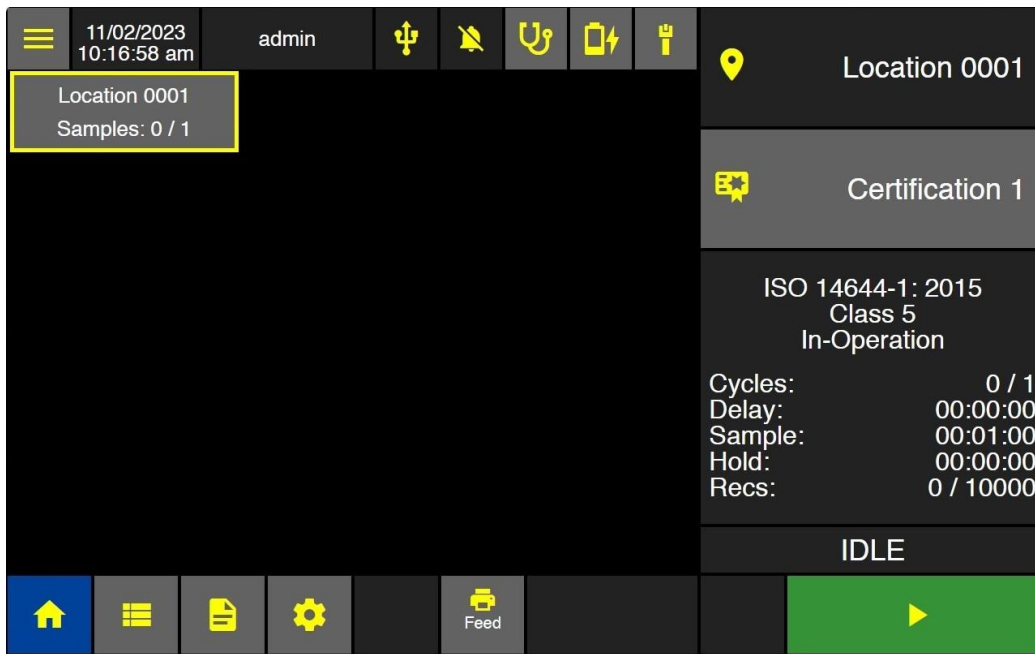 11/02/2023
10:16:58 am
admin
Location 0001
Samples: 0 / 1
Location 0001
Certification 1
ISO 14644-1: 2015
Class 5
In-Operation
Cycles: 0 / 1
Delay: 00:00:00
Sample: 00:01:00
Hold: 00:00:00
Recs: 0 / 10000
IDLE
Feed